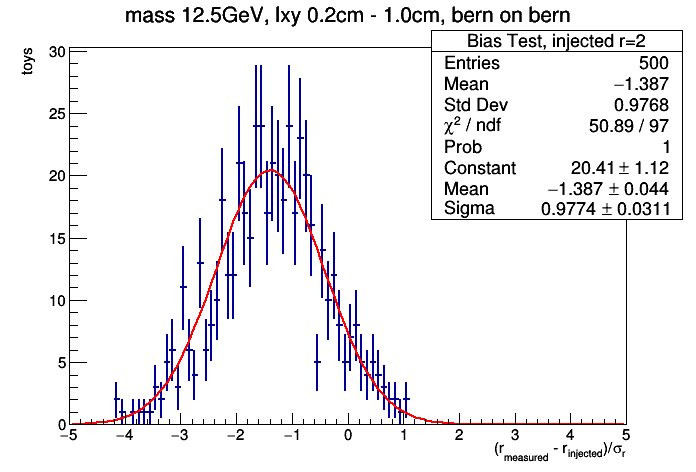 mass 12.5GeV, lxy 0.2cm - 1.0cm, bern on bern
Bias Test, injected r=2
Entries 500
Mean −1.387
Std Dev 0.9768
χ² / ndf 50.89 / 97
Prob 1
Constant 20.41 ± 1.12
Mean −1.387 ± 0.044
Sigma 0.9774 ± 0.0311
toys
30
25
20
15
10
5
0
−5 −4 −3 −2 −1 0 1 2 3 4 5
(r_measured - r_injected)/σ_r